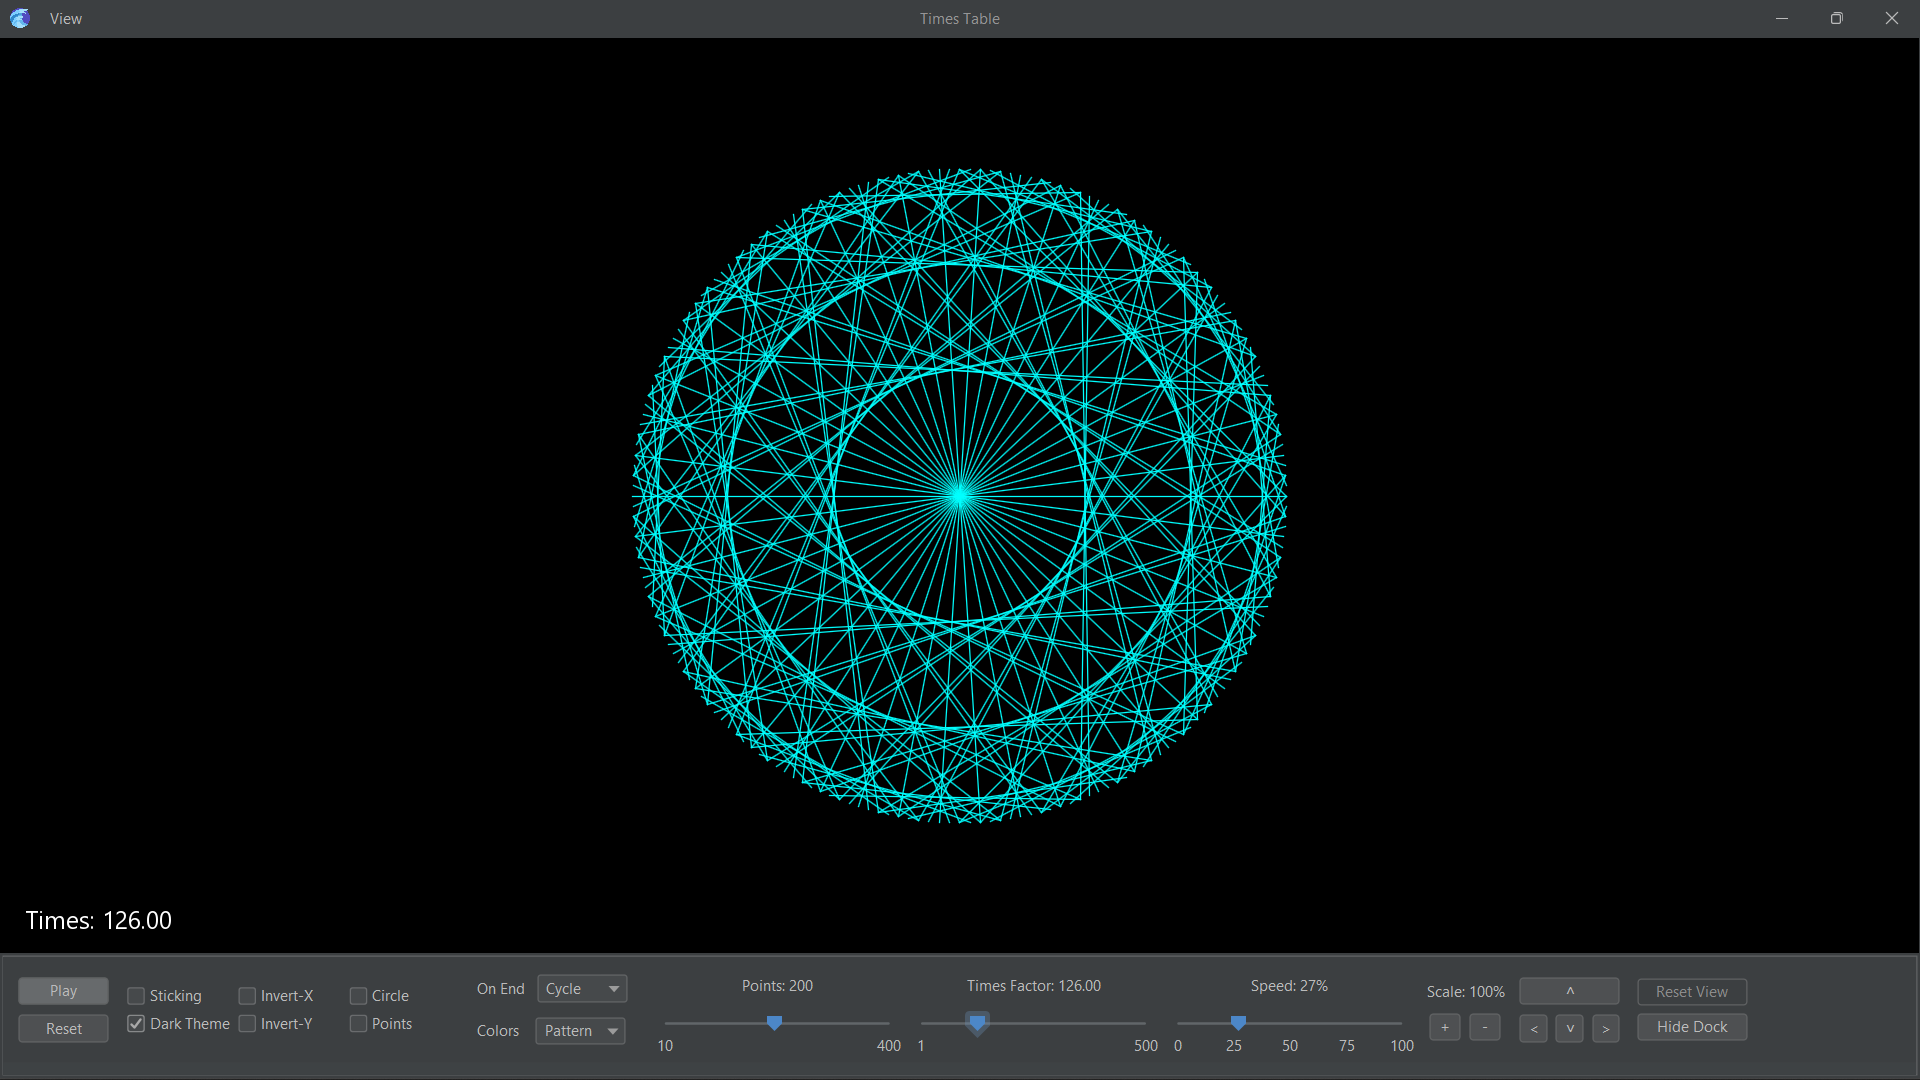 View
Times Table
Times: 126.00
Play
Reset
Sticking
Invert-X
Circle
Dark Theme
Invert-Y
Points
On End
Cycle
Colors
Pattern
Points: 200
10
400
Times Factor: 126.00
1
500
Speed: 27%
0
25
50
75
100
Scale: 100%
+
-
^
<
v
>
Reset View
Hide Dock